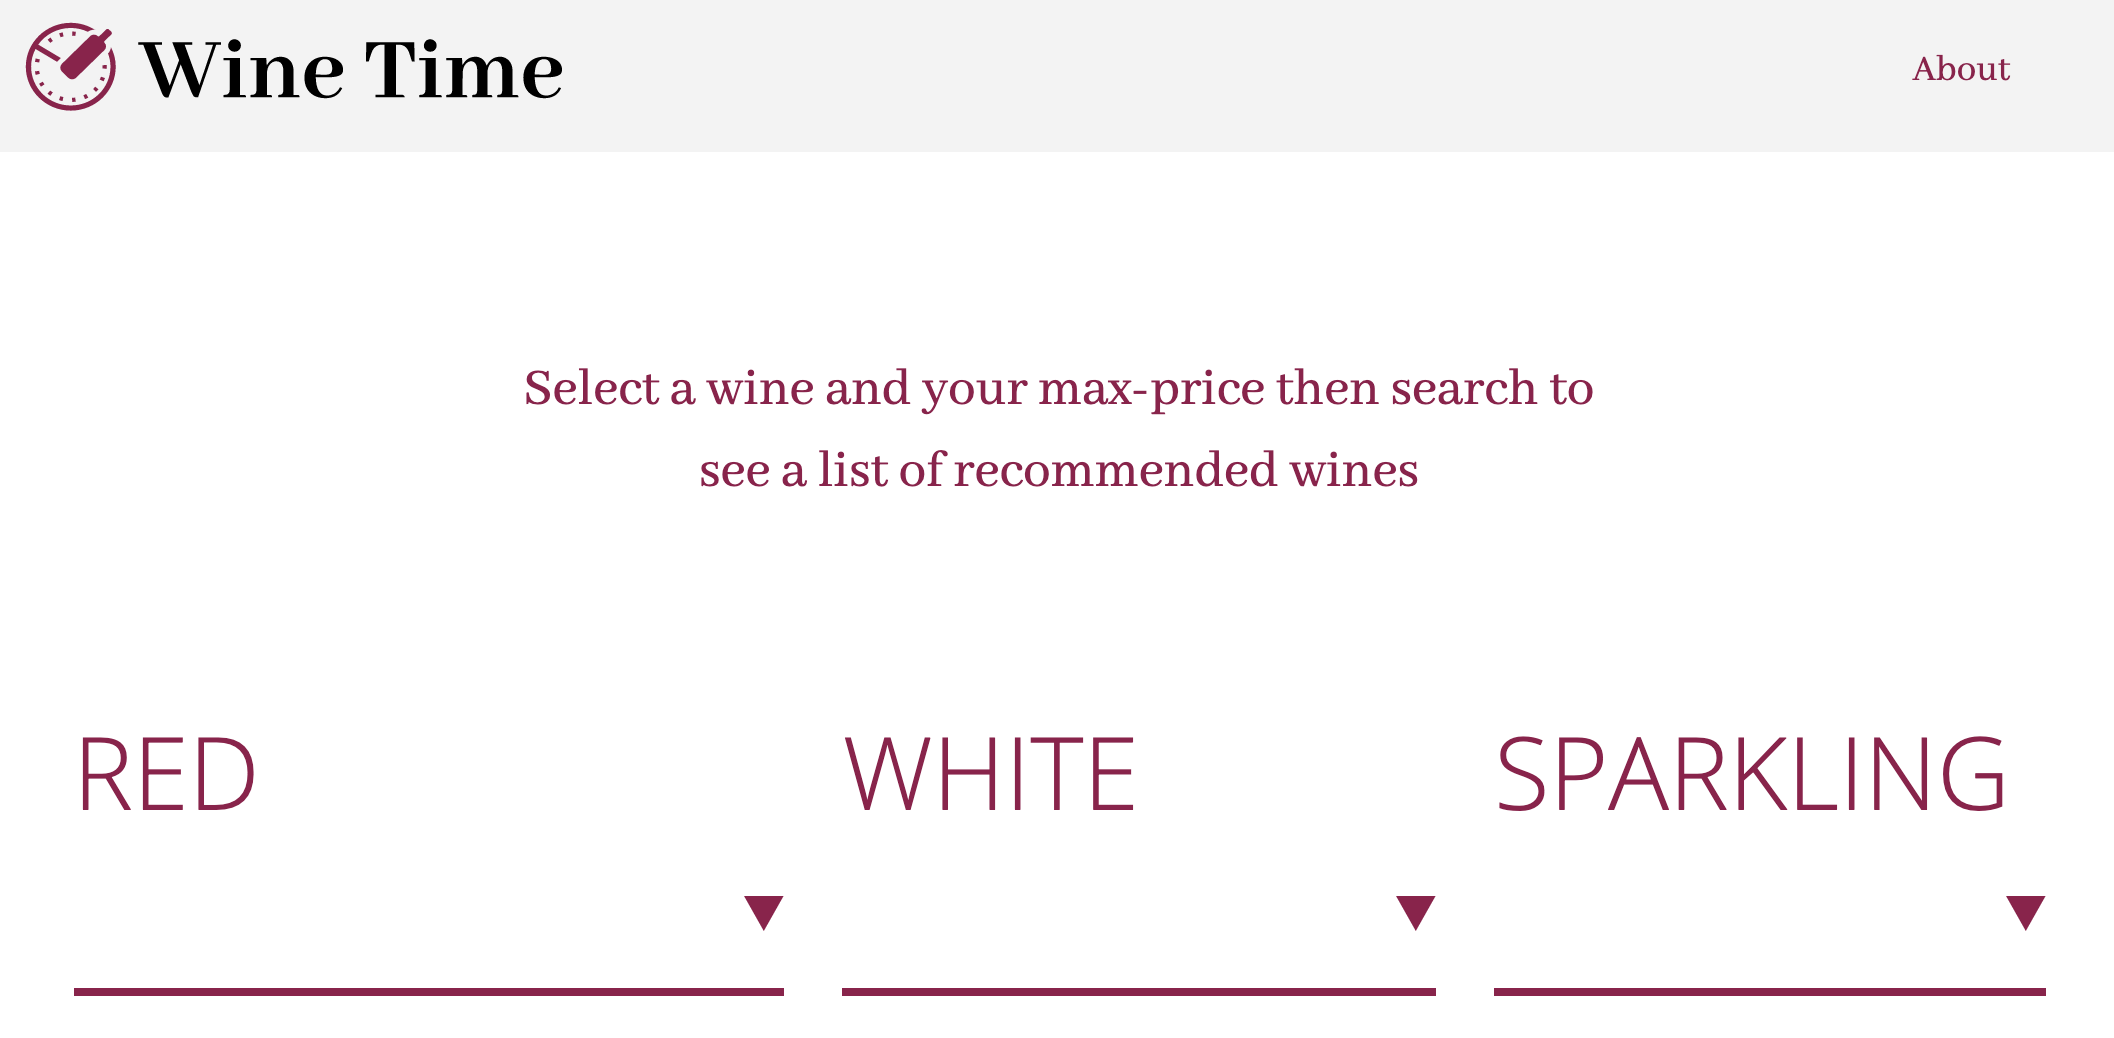 Wine Time
About
Select a wine and your max-price then search to
see a list of recommended wines
RED
WHITE
SPARKLING